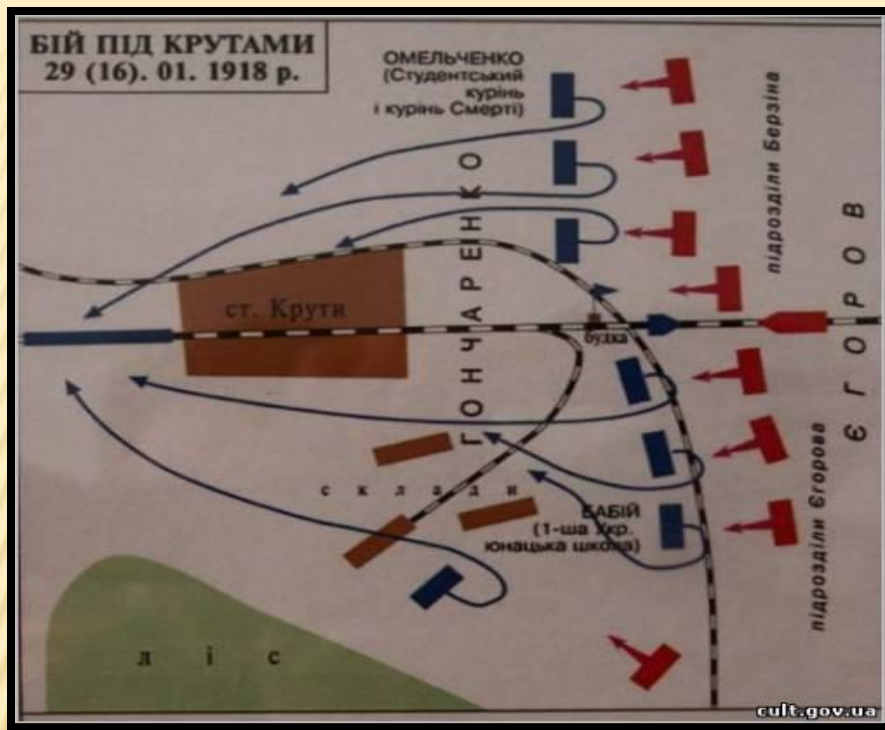 БІЙ ПІД КРУТАМИ
29 (16). 01. 1918 р.
ОМЕЛЬЧЕНКО
(Студентський
курінь
і курінь Смерті)
підрозділи Берзіна
ЄГОРОВ
ГОНЧАРЕНКО
ст. Крути
будка
склади
БАБІЙ
(1-ша Укр.
юнацька школа)
підрозділи Єгорова
ліс
cult.gov.ua